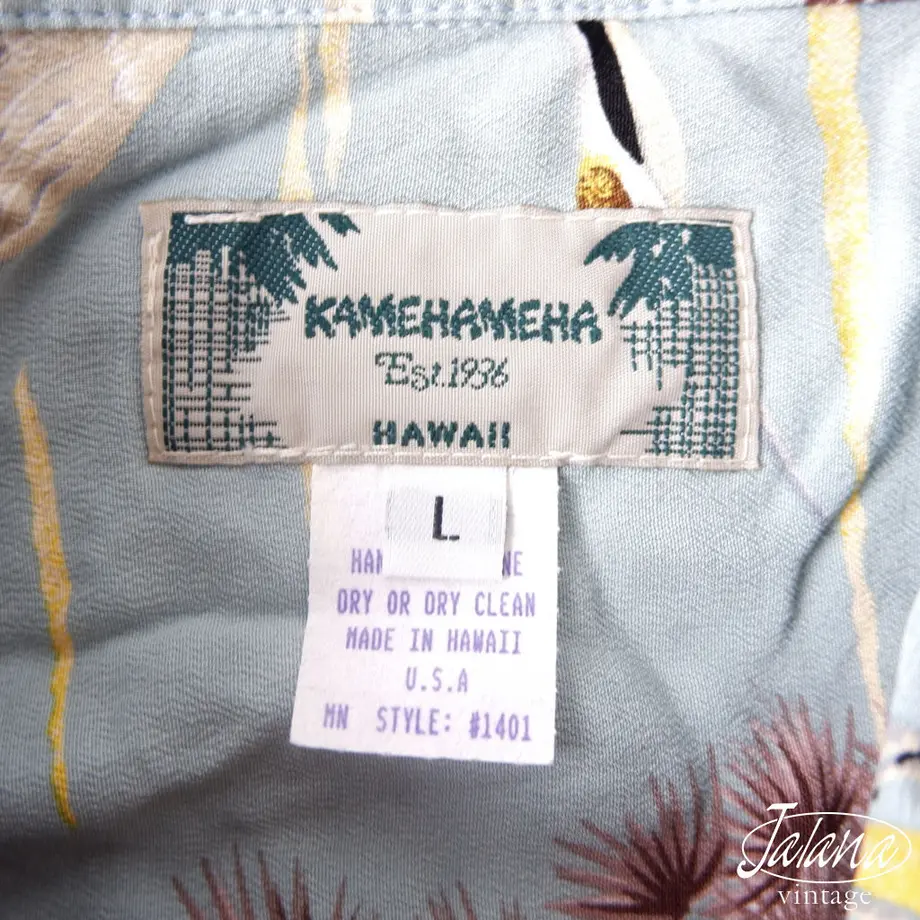 KAMEHAMEHA
Est. 1936
HAWAII
L
DRY OR DRY CLEAN
MADE IN HAWAII
U.S.A
MN STYLE: #1401
Jalana
vintage